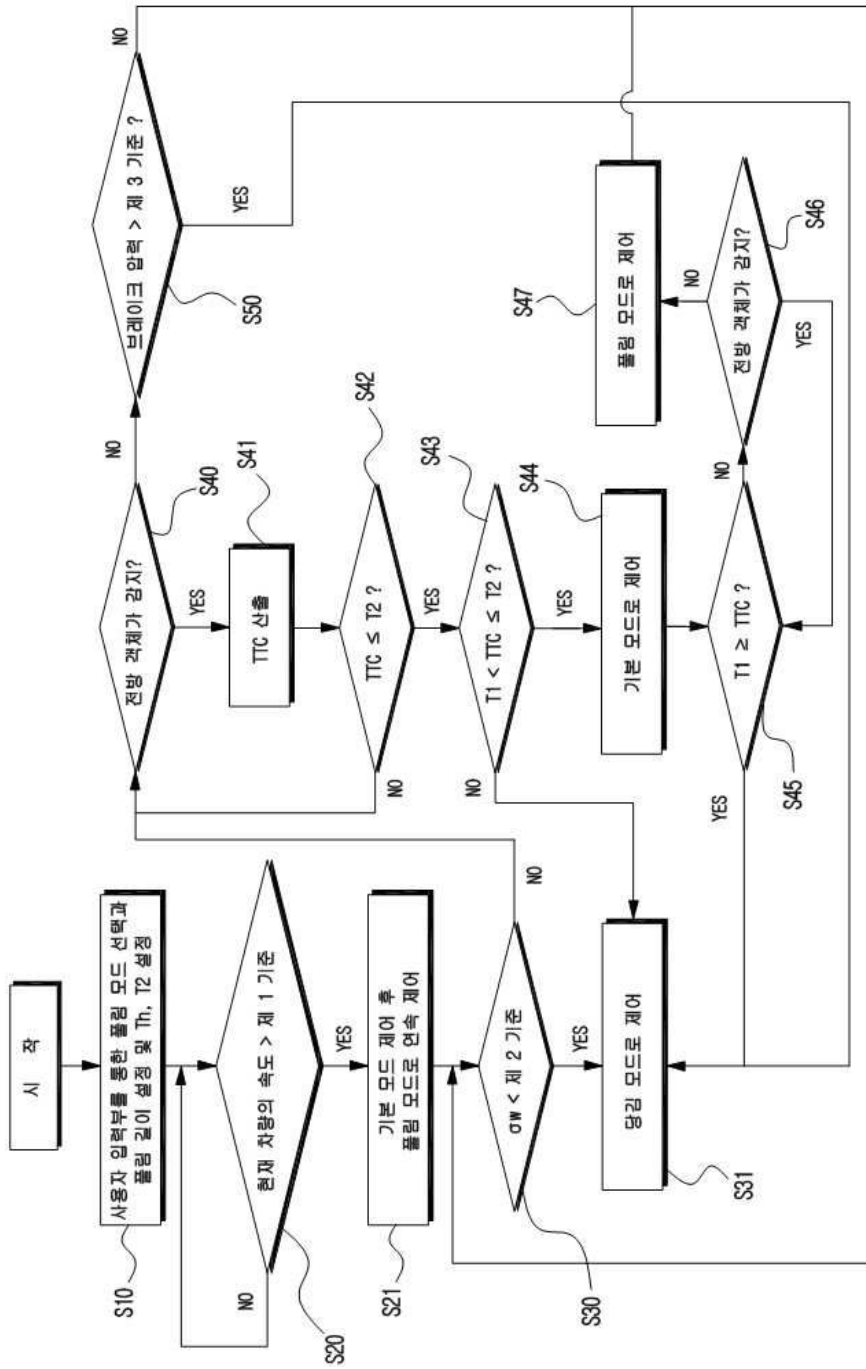 시 작
사용자 입력부를 통한 풀림 모드 선택과
풀림 길이 설정 및 Th, T2 설정
S10
현재 차량의 속도 > 제 1 기준
S20
NO
YES
기본 모드 제어 후
풀림 모드로 연속 제어
S21
σw < 제 2 기준
S30
NO
YES
당김 모드로 제어
S31
전방 객체가 감지?
S40
NO
YES
TTC 산출
S41
TTC ≤ T2 ?
S42
NO
YES
T1 < TTC ≤ T2 ?
S43
NO
YES
기본 모드로 제어
S44
T1 ≥ TTC ?
S45
YES
NO
전방 객체가 감지?
S46
NO
YES
풀림 모드로 제어
S47
브레이크 압력 > 제 3 기준 ?
S50
NO
YES